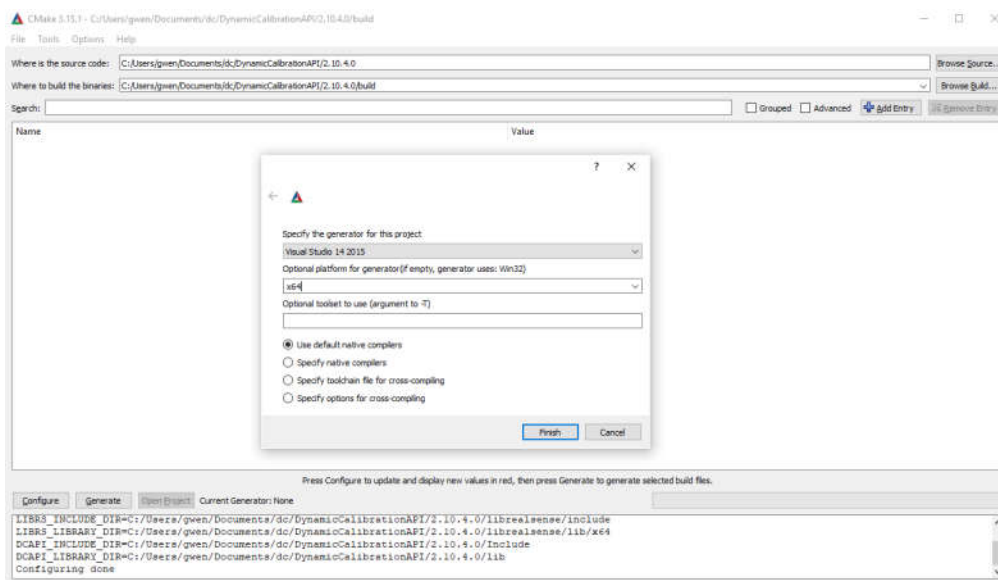 CMake 3.15.1 - C:/Users/gwen/Documents/dc/DynamicCalibrationAPI/2.10.4.0/build
File Tools Options Help
Where is the source code: C:/Users/gwen/Documents/dc/DynamicCalibrationAPI/2.10.4.0 Browse Source..
Where to build the binaries: C:/Users/gwen/Documents/dc/DynamicCalibrationAPI/2.10.4.0/build Browse Build...
Search: Grouped Advanced Add Entry Remove Entry
Name Value
? ×
Specify the generator for this project
Visual Studio 14 2015
Optional platform for generator(if empty, generator uses: Win32)
x64
Optional toolset to use (argument to -T)
Use default native compilers
Specify native compilers
Specify toolchain file for cross-compiling
Specify options for cross-compiling
Finish Cancel
Press Configure to update and display new values in red, then press Generate to generate selected build files.
Configure Generate Open Project Current Generator: None
LIBRS_INCLUDE_DIR=C:/Users/gwen/Documents/dc/DynamicCalibrationAPI/2.10.4.0/librealsense/include
LIBRS_LIBRARY_DIR=C:/Users/gwen/Documents/dc/DynamicCalibrationAPI/2.10.4.0/librealsense/lib/x64
DCAPI_INCLUDE_DIR=C:/Users/gwen/Documents/dc/DynamicCalibrationAPI/2.10.4.0/Include
DCAPI_LIBRARY_DIR=C:/Users/gwen/Documents/dc/DynamicCalibrationAPI/2.10.4.0/lib
Configuring done